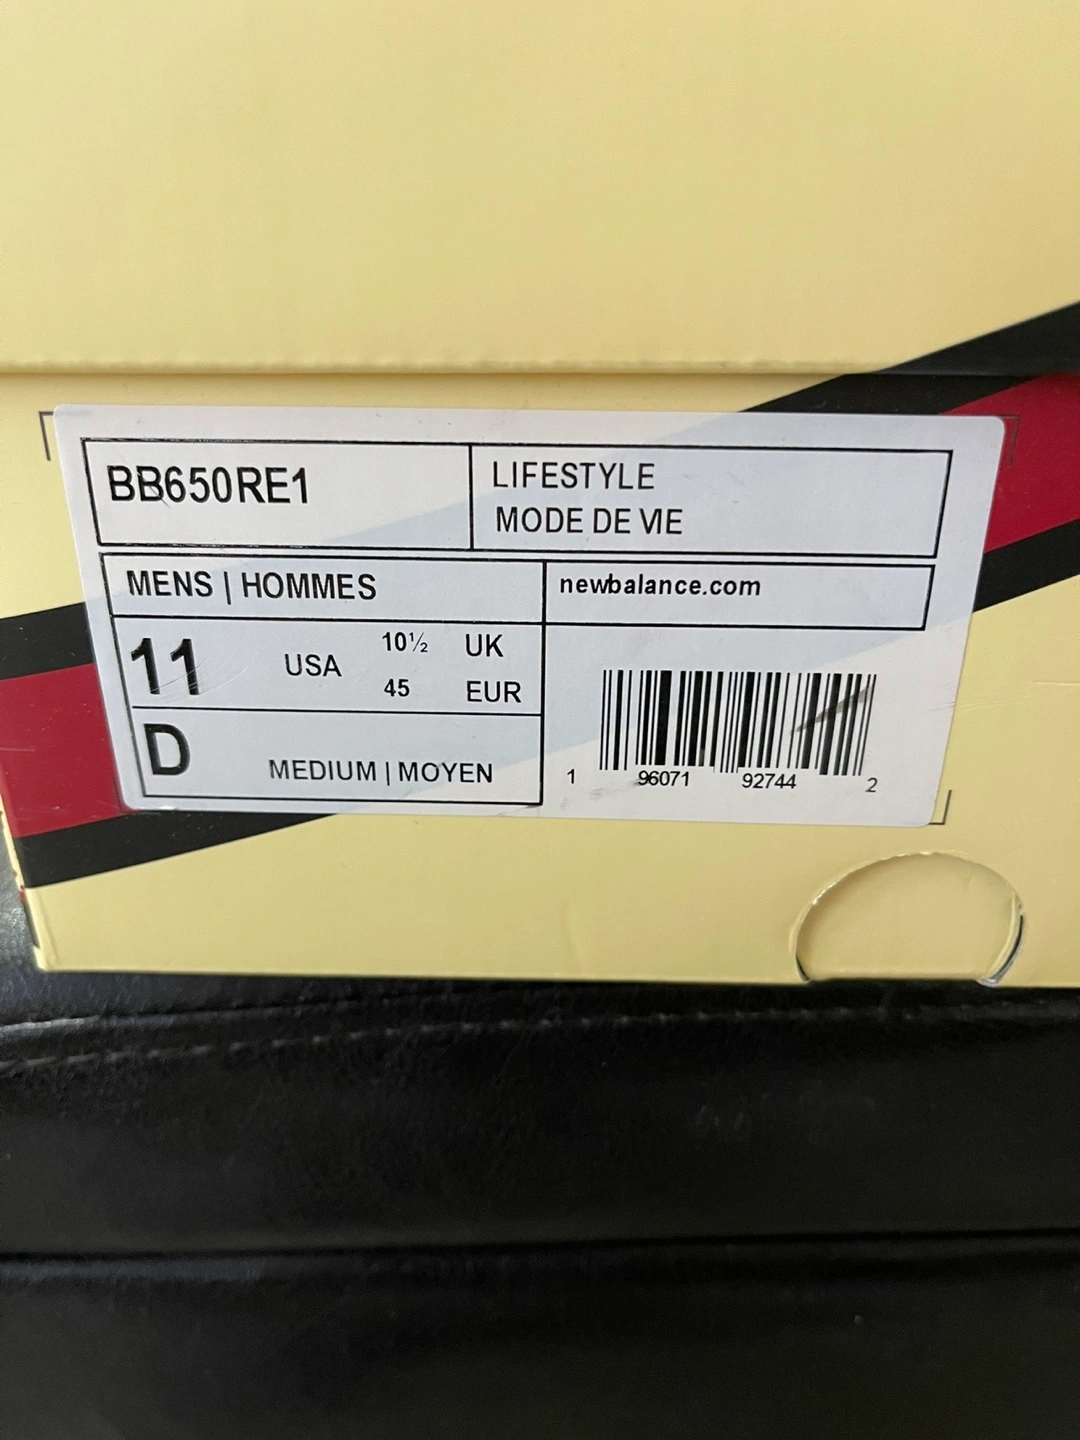 BB650RE1
LIFESTYLE
MODE DE VIE
MENS | HOMMES
newbalance.com
11 USA 10½ UK
45 EUR
D MEDIUM | MOYEN
1 96071 92744 2